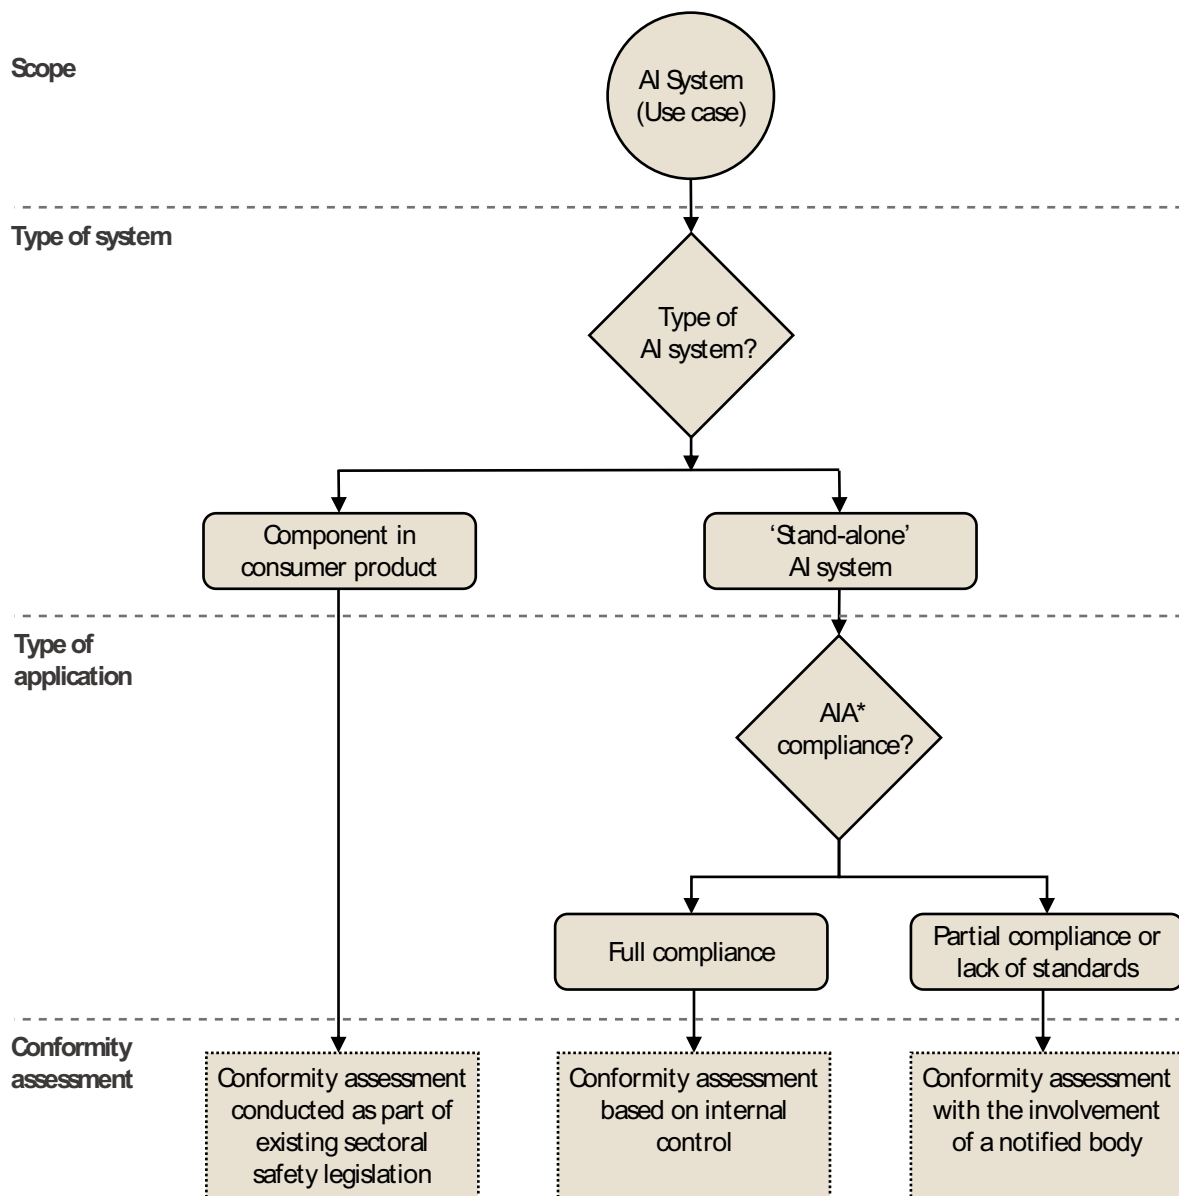 Scope
AI System
(Use case)
Type of system
Type of
AI system?
Component in
consumer product
‘Stand-alone’
AI system
Type of
application
AIA*
compliance?
Full compliance
Partial compliance or
lack of standards
Conformity
assessment
Conformity assessment
conducted as part of
existing sectoral
safety legislation
Conformity assessment
based on internal
control
Conformity assessment
with the involvement
of a notified body